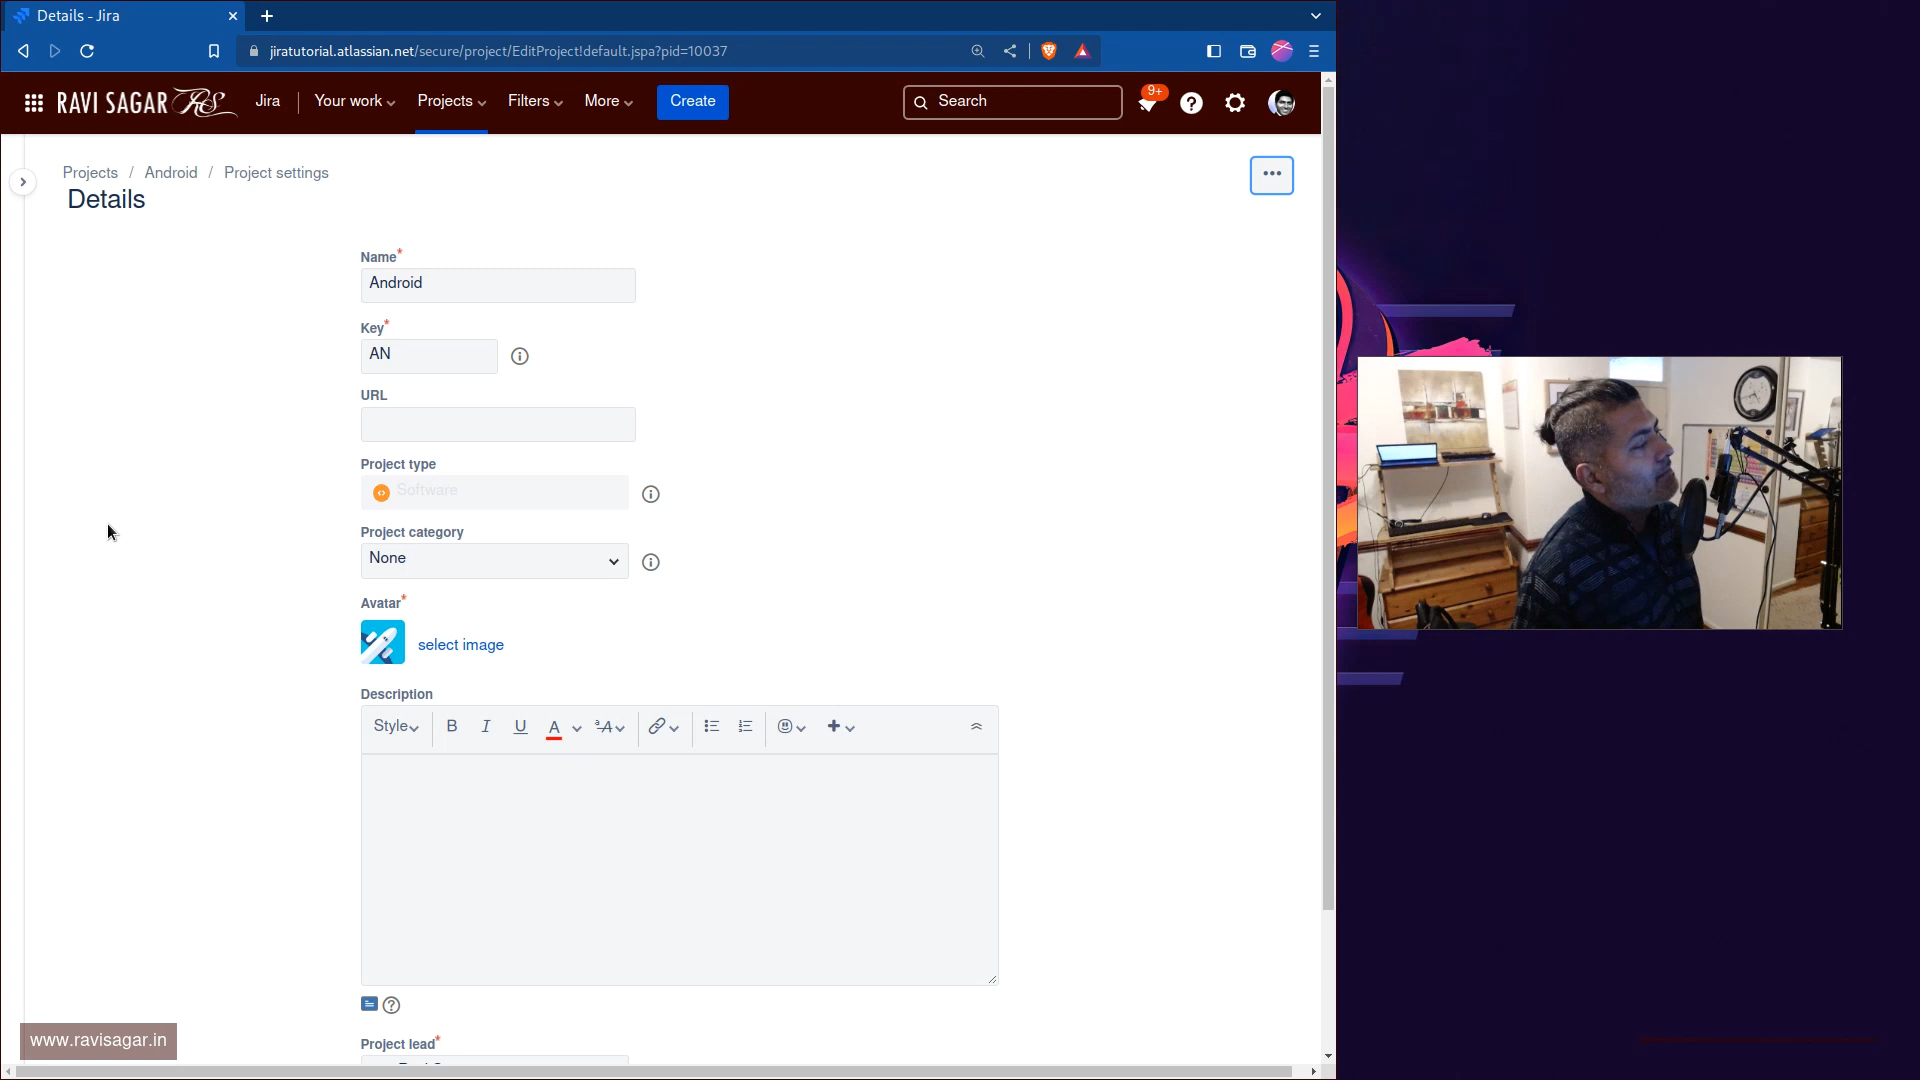 Details - Jira
jiratutorial.atlassian.net/secure/project/EditProject!default.jspa?pid=10037
RAVI SAGAR RS
Jira
Your work
Projects
Filters
More
Create
Search
9+
Projects / Android / Project settings
Details
Name*
Android
Key*
AN
URL
Project type
Software
Project category
None
Avatar*
select image
Description
Style
B I U A ªA
Project lead*
www.ravisagar.in